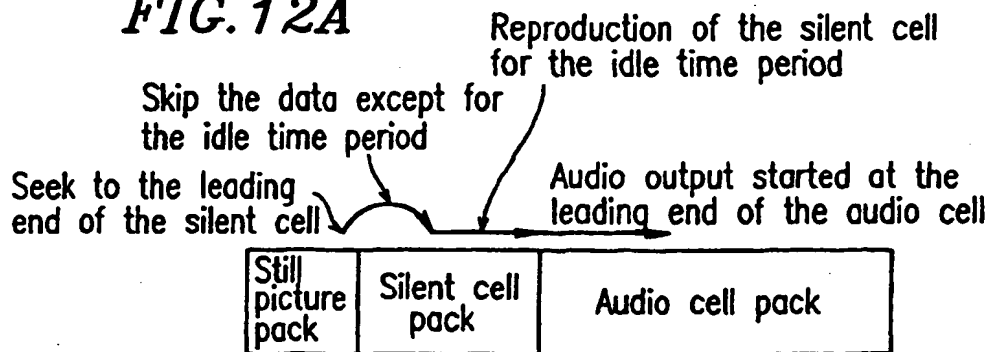 FIG. 12A
Reproduction of the silent cell
for the idle time period
Skip the data except for
the idle time period
Seek to the leading
end of the silent cell
Audio output started at the
leading end of the audio cell
Still
picture
pack
Silent cell
pack
Audio cell pack